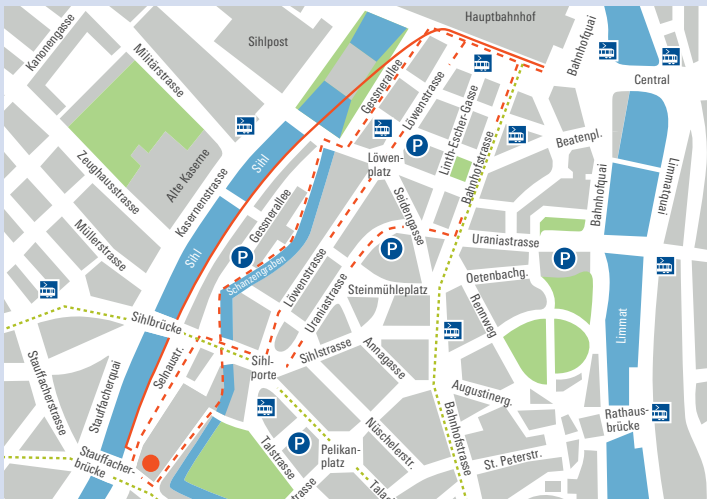 Hauptbahnhof
Kanonengasse
Militärstrasse
Sihlpost
Bahnhofquai
Central
Gessnerallee
Löwenstrasse
Linth-Escher-Gasse
Bahnhofstrasse
P
Beatenpl.
Zeughausstrasse
Alte Kaserne
Kasernenstrasse
Sihl
Löwen-
platz
Seidengasse
Bahnhofquai
Limmatquai
Müllerstrasse
Sihl
Gessnerallee
P
Schanzengraben
Löwenstrasse
Uraniastrasse
P
Uraniastrasse
P
Oetenbachg.
Steinmühleplatz
Rennweg
Limmat
Sihlbrücke
Stauffacherstrasse
Stauffacherquai
Selnaustr.
Sihl-
porte
Sihlstrasse
Annagasse
Augustinerg.
Bahnhofstrasse
Rathaus-
brücke
Stauffacher-
brücke
Talstrasse
P
Pelikan-
platz
Nüschelerstr.
St. Peterstr.
strasse
Talac